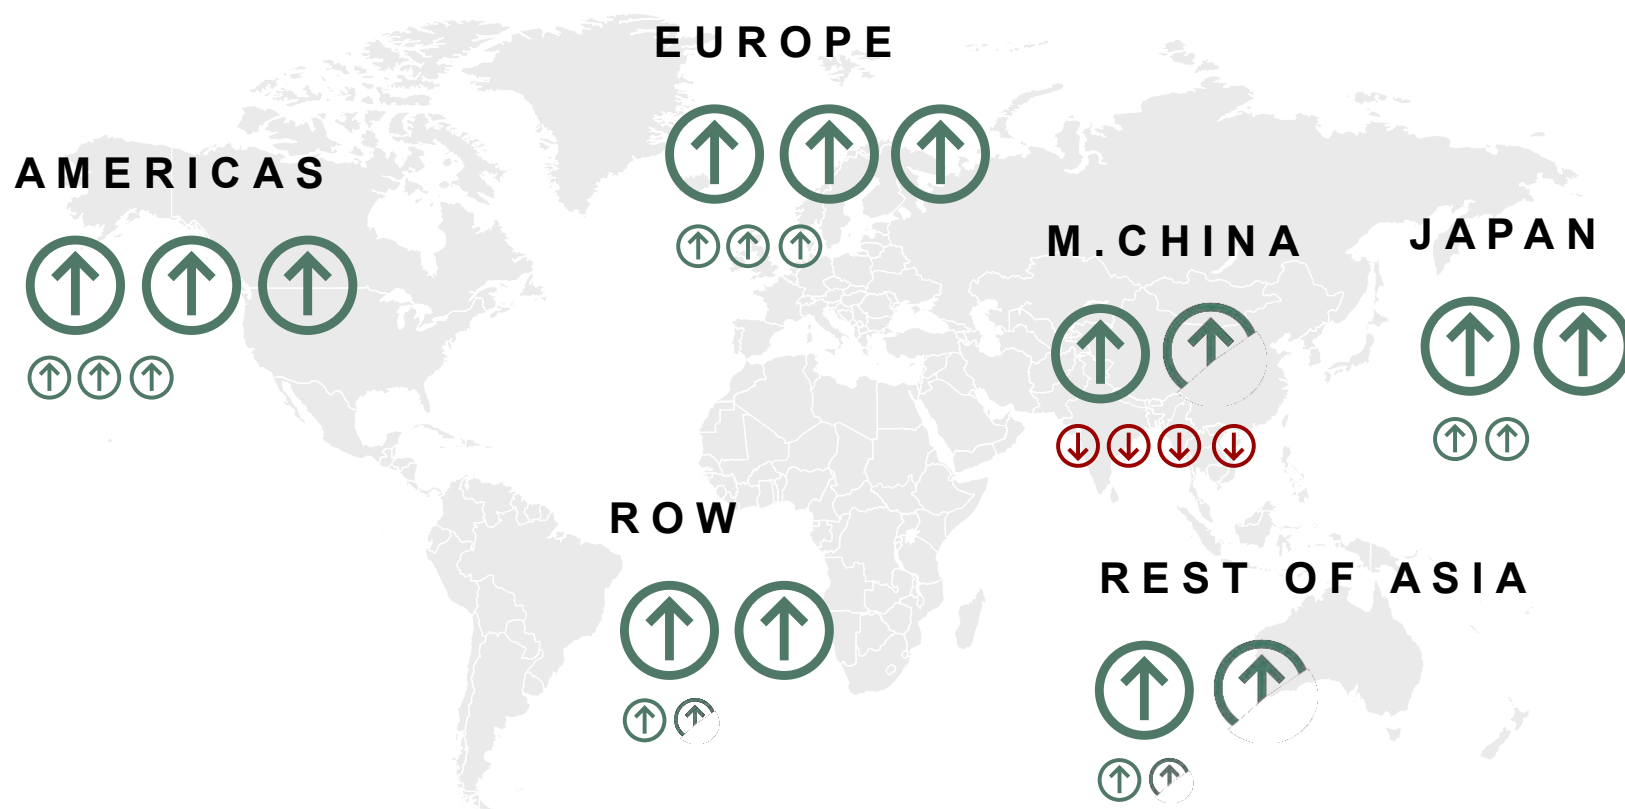 EUROPE
AMERICAS
M.CHINA
JAPAN
ROW
REST OF ASIA